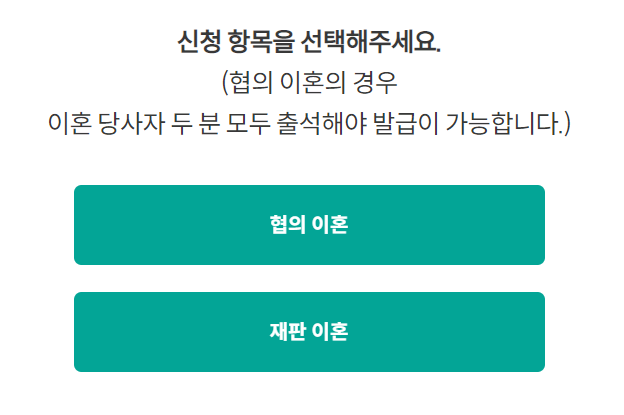 신청 항목을 선택해주세요.
(협의 이혼의 경우
이혼 당사자 두 분 모두 출석해야 발급이 가능합니다.)
협의 이혼
재판 이혼